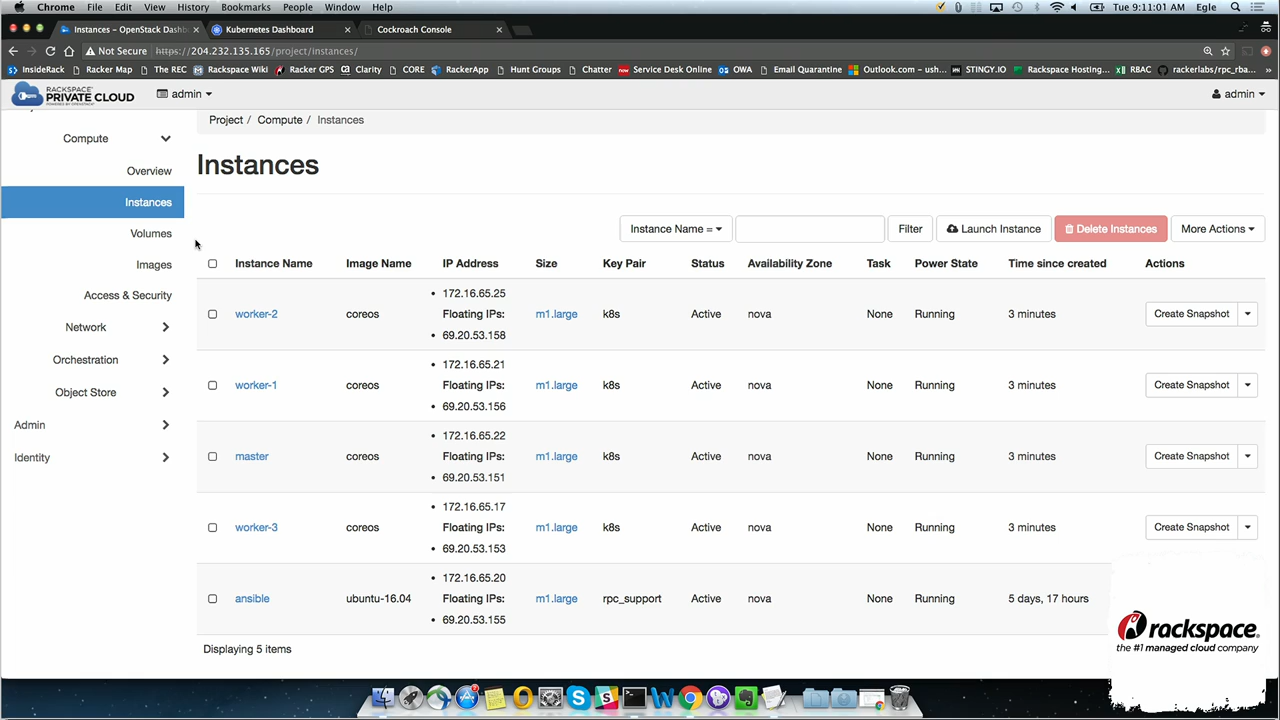 Chrome File Edit View History Bookmarks People Window Help Tue 9:11:01 AM Egle
Instances – OpenStack Dashb Kubernetes Dashboard Cockroach Console
Not Secure https://204.232.135.165/project/instances/
InsideRack Racker Map The REC Rackspace Wiki Racker GPS Clarity CORE RackerApp Hunt Groups Chatter Service Desk Online OWA Email Quarantine Outlook.com - ush... STINGY.IO Rackspace Hosting... RBAC rackerlabs/rpc_rba... »
RACKSPACE PRIVATE CLOUD POWERED BY OPENSTACK admin admin
Project / Compute / Instances
Compute
Overview
Instances
Volumes
Images
Access & Security
Network
Orchestration
Object Store
Admin
Identity
Instances
Instance Name = Filter Launch Instance Delete Instances More Actions
Instance Name Image Name IP Address Size Key Pair Status Availability Zone Task Power State Time since created Actions
worker-2 coreos 172.16.65.25 Floating IPs: 69.20.53.158 m1.large k8s Active nova None Running 3 minutes Create Snapshot
worker-1 coreos 172.16.65.21 Floating IPs: 69.20.53.156 m1.large k8s Active nova None Running 3 minutes Create Snapshot
master coreos 172.16.65.22 Floating IPs: 69.20.53.151 m1.large k8s Active nova None Running 3 minutes Create Snapshot
worker-3 coreos 172.16.65.17 Floating IPs: 69.20.53.153 m1.large k8s Active nova None Running 3 minutes Create Snapshot
ansible ubuntu-16.04 172.16.65.20 Floating IPs: 69.20.53.155 m1.large rpc_support Active nova None Running 5 days, 17 hours
Displaying 5 items
rackspace.
the #1 managed cloud company